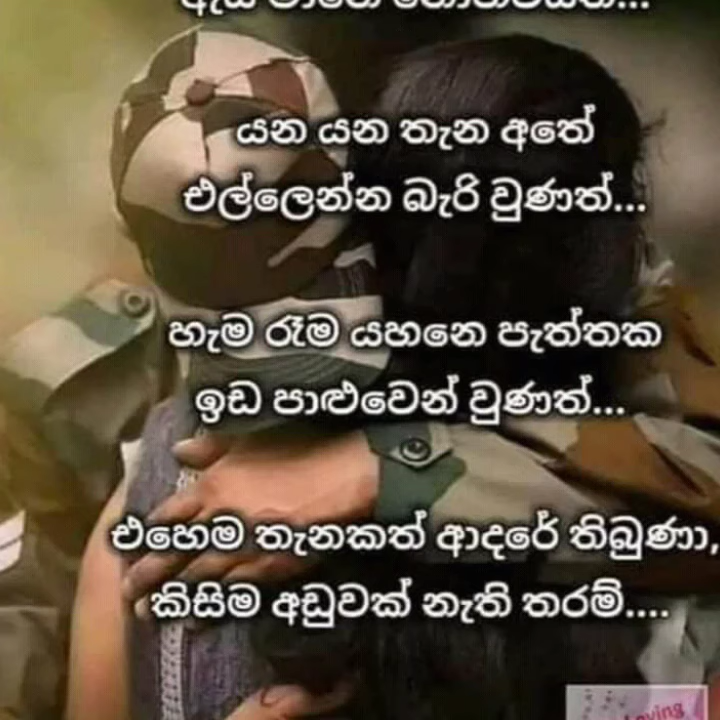 යන යන තැන අතේ
එල්ලෙන්න බැරි වුණත්...
හැම රෑම යහනෙ පැත්තක
ඉඩ පාළුවෙන් වුණත්...
එහෙම තැනකත් ආදරේ තිබුණා,
කිසිම අඩුවක් නැති තරම්....